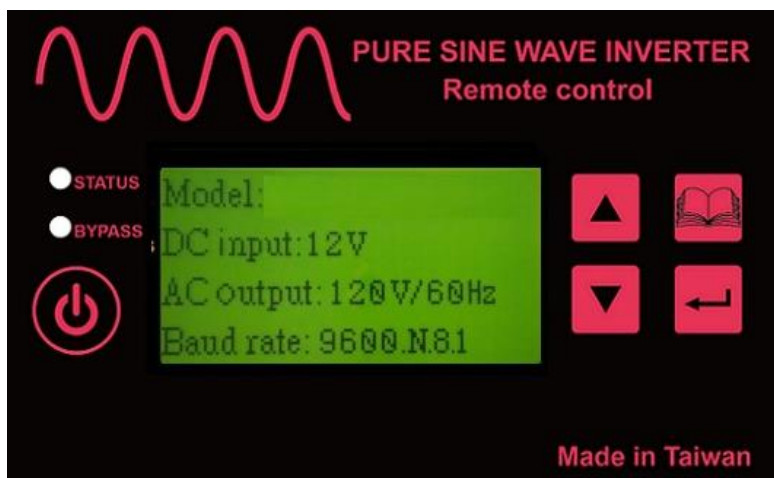 PURE SINE WAVE INVERTER
Remote control
STATUS
BYPASS
Model:
DC input:12V
AC output:120V/60Hz
Baud rate: 9600.N.8.1
Made in Taiwan